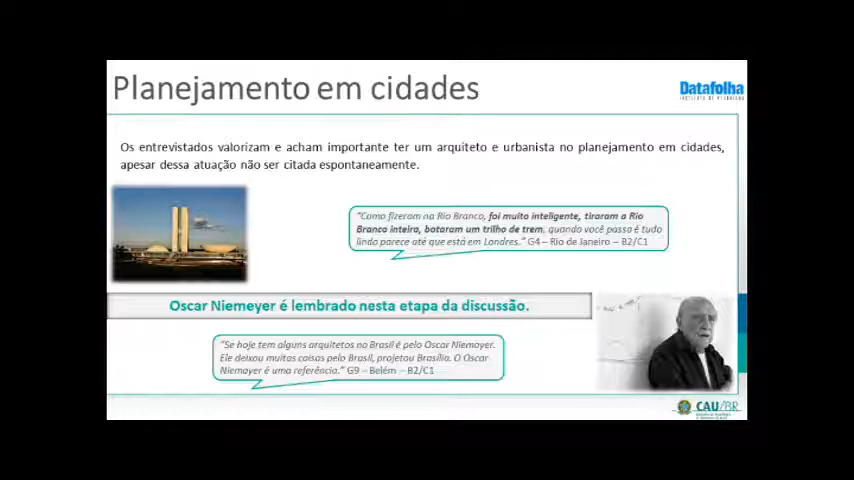 Planejamento em cidades
Datafolha
INSTITUTO DE PESQUISAS
Os entrevistados valorizam e acham importante ter um arquiteto e urbanista no planejamento em cidades,
apesar dessa atuação não ser citada espontaneamente.
"Como fizeram na Rio Branco, foi muito inteligente, tiraram a Rio
Branco inteira, botaram um trilho de trem, quando você passa é tudo
lindo parece até que está em Londres." G4 – Rio de Janeiro – B2/C1
Oscar Niemeyer é lembrado nesta etapa da discussão.
"Se hoje tem alguns arquitetos no Brasil é pelo Oscar Niemayer.
Ele deixou muitas coisas pelo Brasil, projetou Brasília. O Oscar
Niemayer é uma referência." G9 – Belém – B2/C1
CAU/BR